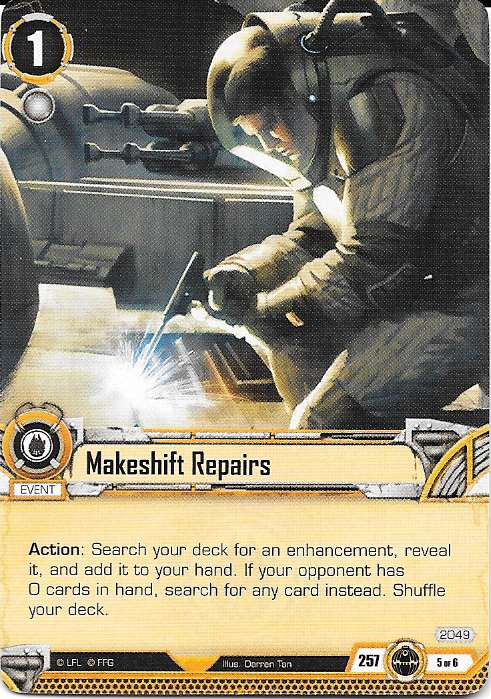 1
Makeshift Repairs
EVENT
Action: Search your deck for an enhancement, reveal
it, and add it to your hand. If your opponent has
0 cards in hand, search for any card instead. Shuffle
your deck.
2049
© LFL © FFG
Illus. Darren Tan
257
5 of 6